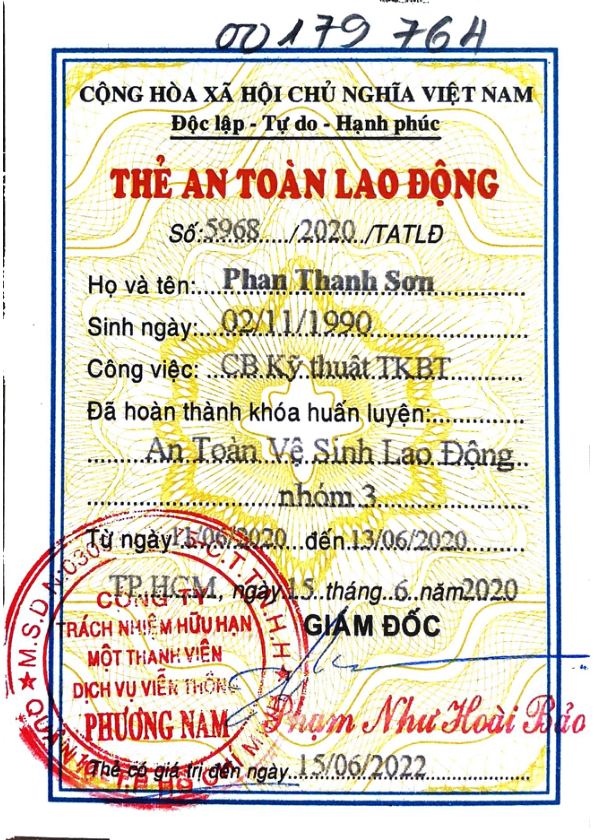 00179 764
CỘNG HÒA XÃ HỘI CHỦ NGHĨA VIỆT NAM
Độc lập - Tự do - Hạnh phúc
THẺ AN TOÀN LAO ĐỘNG
Số:5968...../2020../TATLĐ
Họ và tên:....Phan Thanh Sơn
Sinh ngày:...02/11/1990
Công việc: ...CB Kỹ thuật TKBT
Đã hoàn thành khóa huấn luyện:
An Toàn Vệ Sinh Lao Động
nhóm 3
Từ ngày 11/06/2020...đến 13/06/2020
TP.HCM, ngày 15..tháng..6..năm2020
GIÁM ĐỐC
M.S.D.N:030
C.T.T.N.H.H
CÔNG TY
TRÁCH NHIỆM HỮU HẠN
MỘT THÀNH VIÊN
DỊCH VỤ VIỄN THÔNG
PHƯƠNG NAM
Phạm Như Hoài Bảo
Thẻ có giá trị đến ngày..15/06/2022